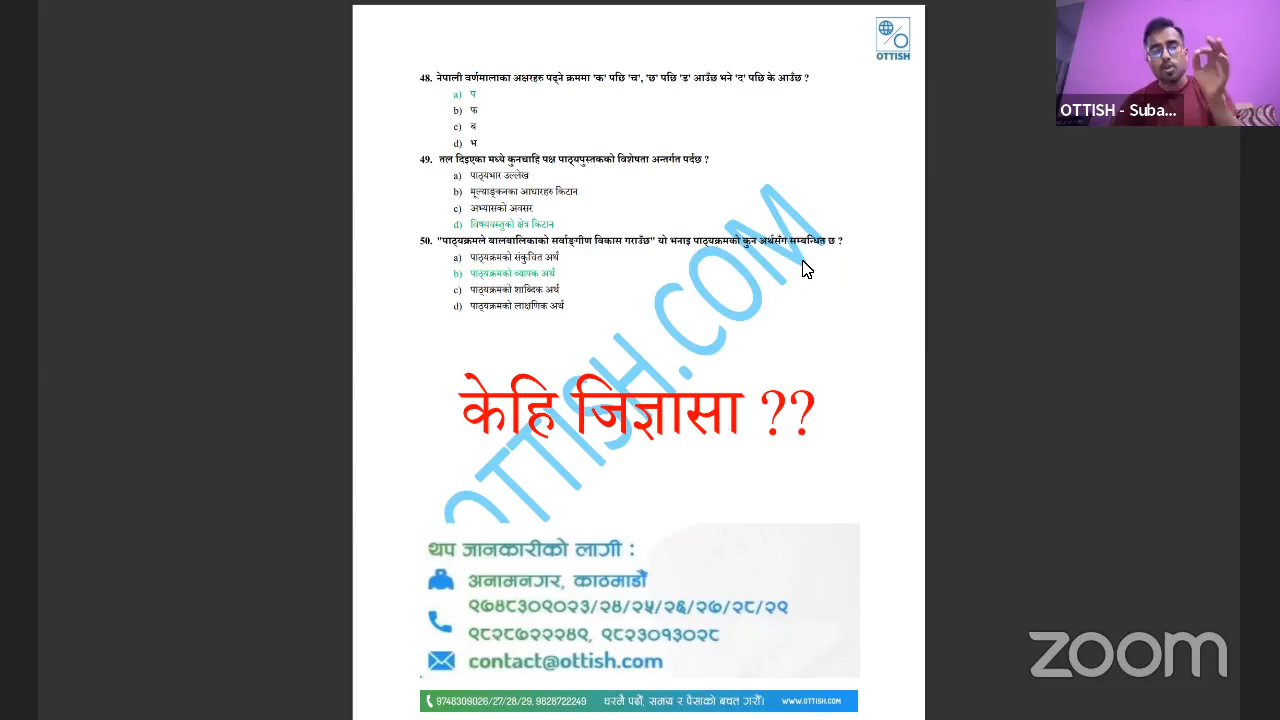 OTTISH
OTTISH - Suba...
48. नेपाली वर्णमालाका अक्षरहरु पढ्ने क्रममा 'क' पछि 'च', 'छ' पछि 'ड' आउँछ भने 'द' पछि के आउँछ ?
a) प
b) फ
c) ब
d) भ
49. तल दिइएका मध्ये कुनचाहि पक्ष पाठ्यपुस्तकको विशेषता अन्तर्गत पर्दछ ?
a) पाठ्यभार उल्लेख
b) मूल्याङ्कनका आधारहरु किटान
c) अभ्यासको अवसर
d) विषयवस्तुको क्षेत्र किटान
50. "पाठ्यक्रमले बालबालिकाको सर्वाङ्गीण विकास गराउँछ" यो भनाइ पाठ्यक्रमको कुन अर्थसँग सम्बन्धित छ ?
a) पाठ्यक्रमको संकुचित अर्थ
b) पाठ्यक्रमको व्यापक अर्थ
c) पाठ्यक्रमको शाब्दिक अर्थ
d) पाठ्यक्रमको लाक्षणिक अर्थ
OTTISH.COM
केहि जिज्ञासा ??
थप जानकारीको लागी :
अनामनगर, काठमाडौं
९७४८३०९०२३/२४/२५/२६/२७/२८/२९
९८२८७२२२४९, ९८२३०१३०२८
contact@ottish.com
9748309026/27/28/29, 9828722249 घरमै पढौं, समय र पैसाको बचत गरौं। WWW.OTTISH.COM
zoom